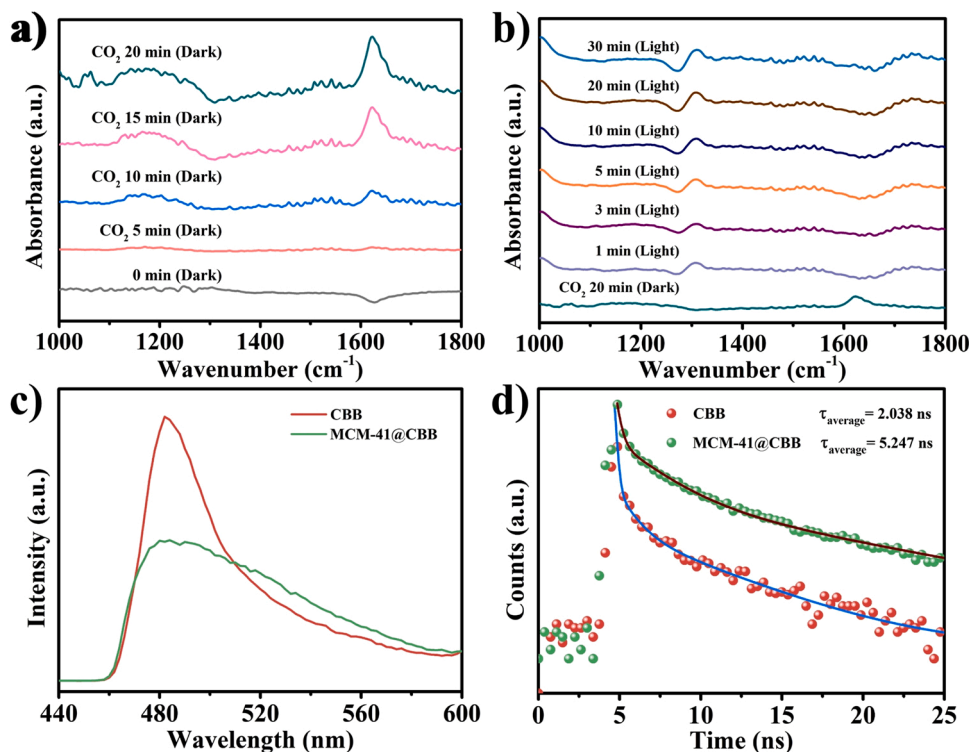 a)
CO2 20 min (Dark)
CO2 15 min (Dark)
CO2 10 min (Dark)
CO2 5 min (Dark)
0 min (Dark)
Absorbance (a.u.)
1000 1200 1400 1600 1800
Wavenumber (cm-1)
b)
30 min (Light)
20 min (Light)
10 min (Light)
5 min (Light)
3 min (Light)
1 min (Light)
CO2 20 min (Dark)
Absorbance (a.u.)
1000 1200 1400 1600 1800
Wavenumber (cm-1)
c)
CBB
MCM-41@CBB
Intensity (a.u.)
440 480 520 560 600
Wavelength (nm)
d)
CBB τaverage = 2.038 ns
MCM-41@CBB τaverage = 5.247 ns
Counts (a.u.)
0 5 10 15 20 25
Time (ns)